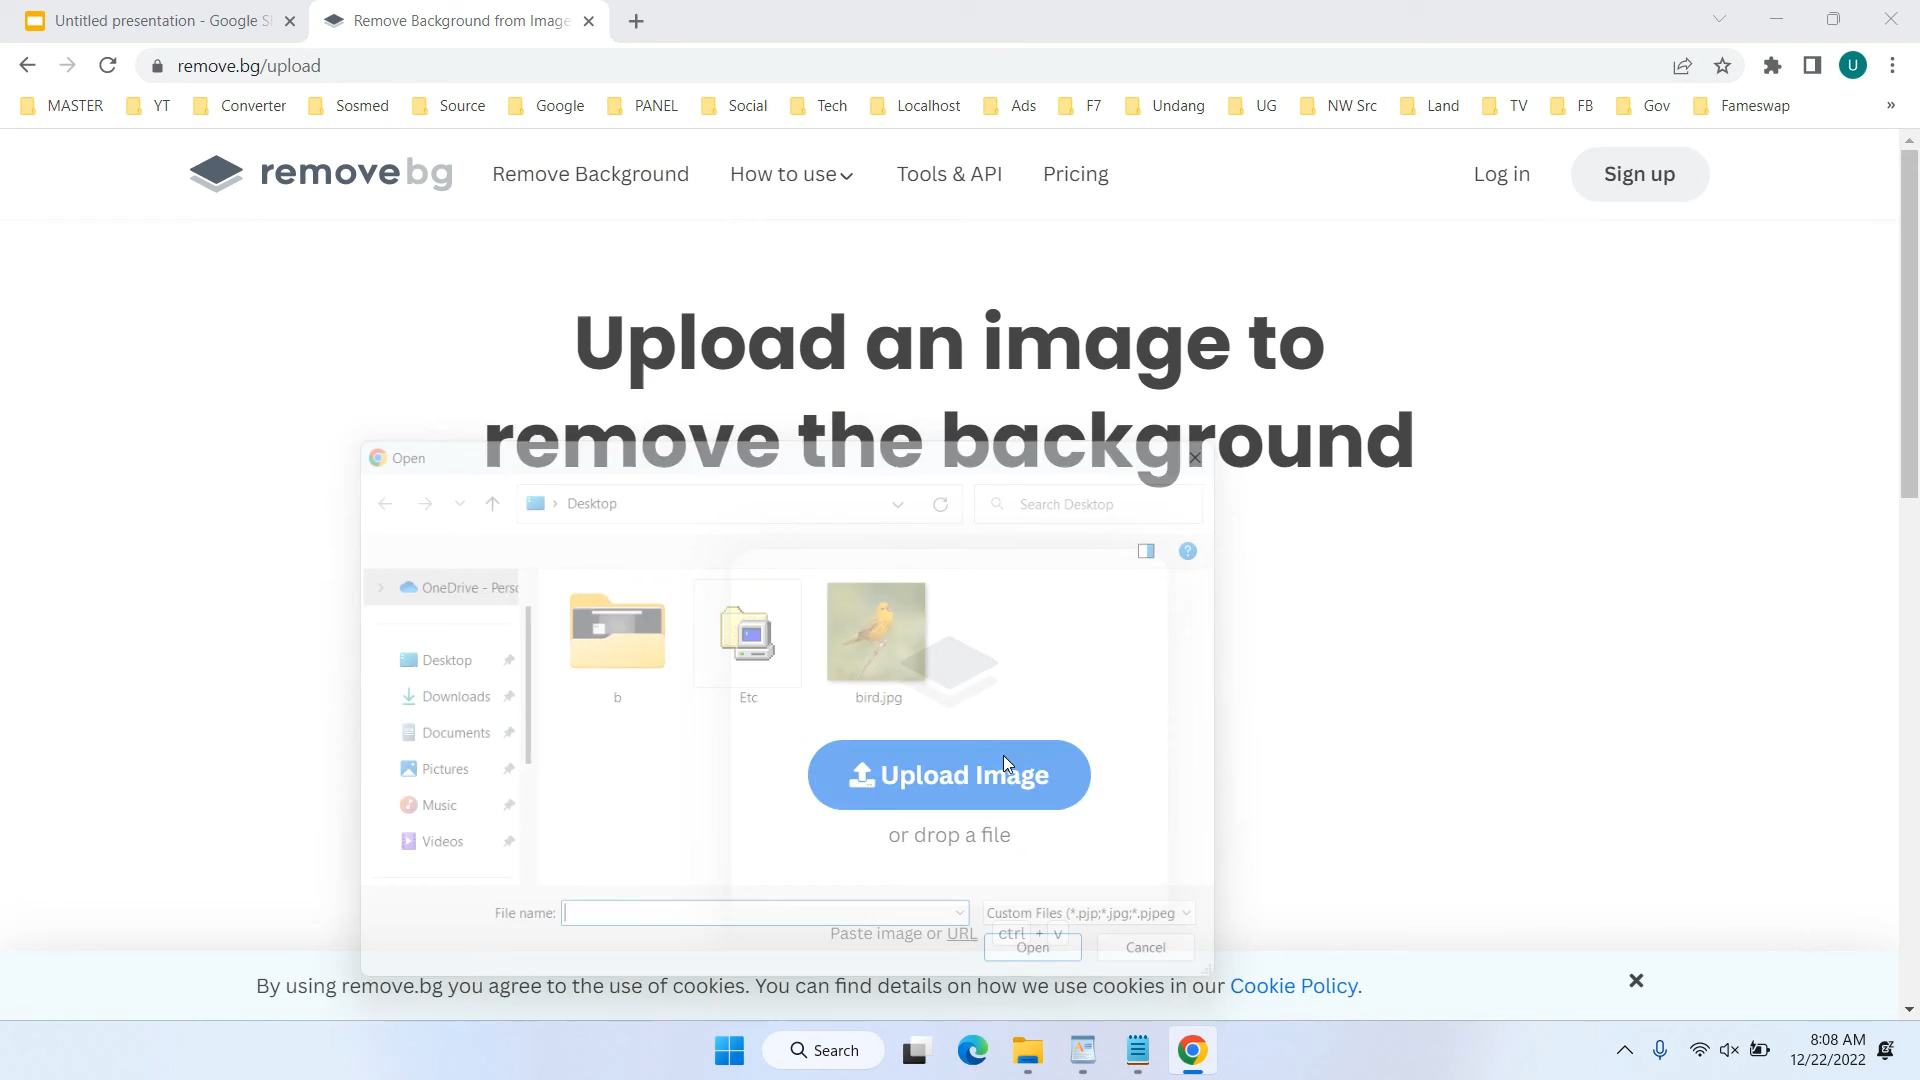 Untitled presentation - Google Sl
Remove Background from Image
remove.bg/upload
U
MASTER YT Converter Sosmed Source Google PANEL Social Tech Localhost Ads F7 Undang UG NW Src Land TV FB Gov Fameswap »
removebg Remove Background How to use Tools & API Pricing Log in Sign up
Upload an image to
remove the background
Open
Desktop Search Desktop
OneDrive - Perso
Desktop
Downloads
Documents
Pictures
Music
Videos
b Etc bird.jpg
Upload Image
or drop a file
File name: Custom Files (*.pjp;*.jpg;*.pjpeg
Paste image or URL ctrl + v
Open Cancel
By using remove.bg you agree to the use of cookies. You can find details on how we use cookies in our Cookie Policy.
Search
8:08 AM
12/22/2022